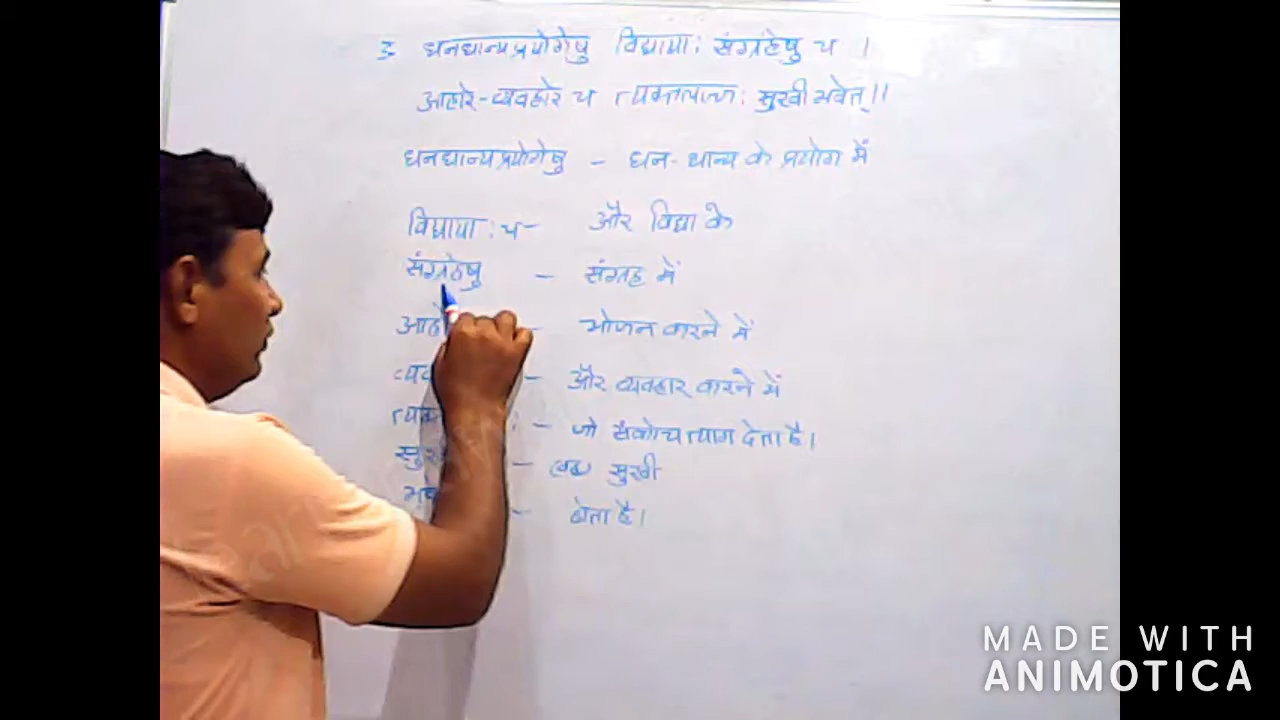 3 धनधान्यप्रयोगेषु विद्यायाः संग्रहेषु च ।
आहारे-व्यवहारे च त्यक्तलज्जः सुखी भवेत् ।।
धनधान्यप्रयोगेषु - धन-धान्य के प्रयोग में
विद्यायाः च - और विद्या के
संग्रहेषु - संग्रह में
आहारे - भोजन करने में
- और व्यवहार करने में
- जो संकोच त्याग देता है।
- वह सुखी
- होता है।
MADE WITH
ANIMOTICA